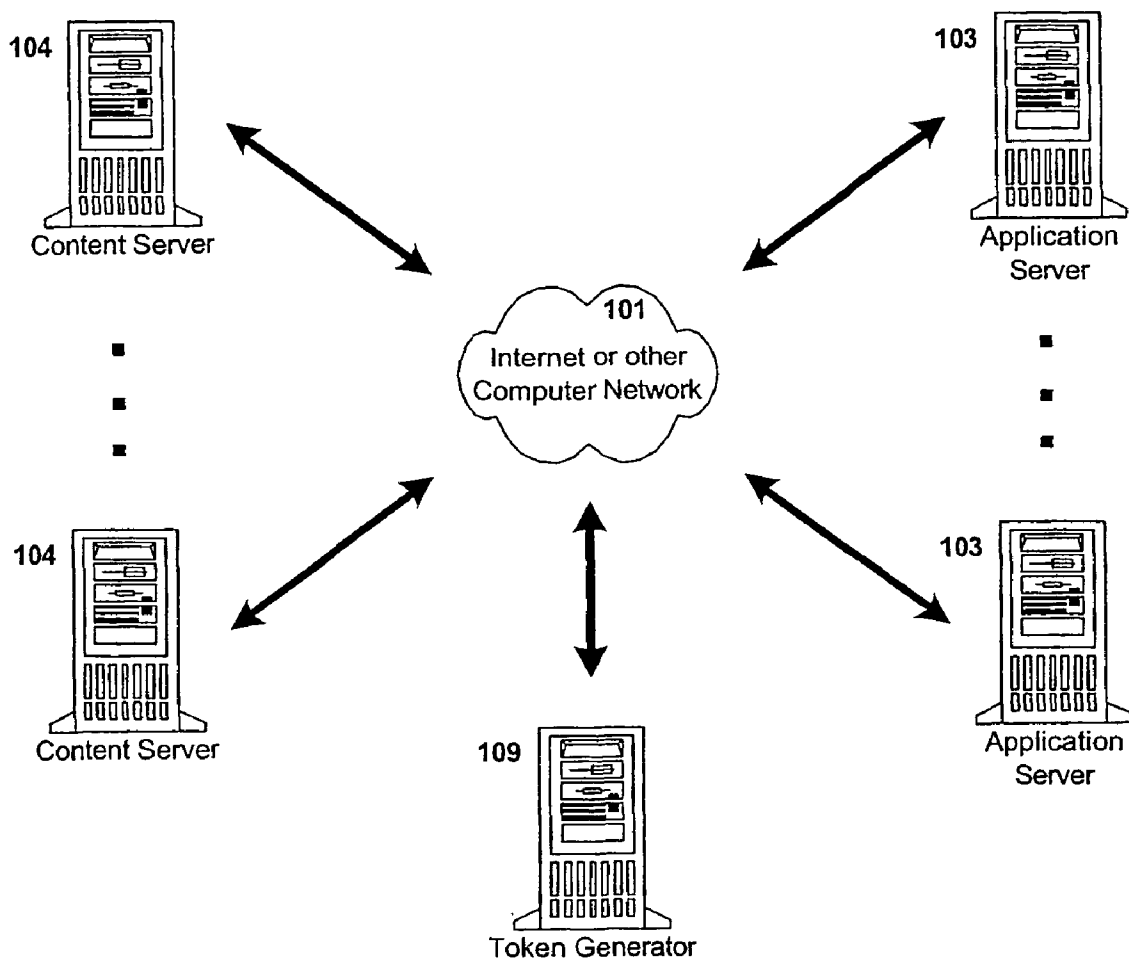 104
Content Server
103
Application
Server
101
Internet or other
Computer Network
104
Content Server
103
Application
Server
109
Token Generator